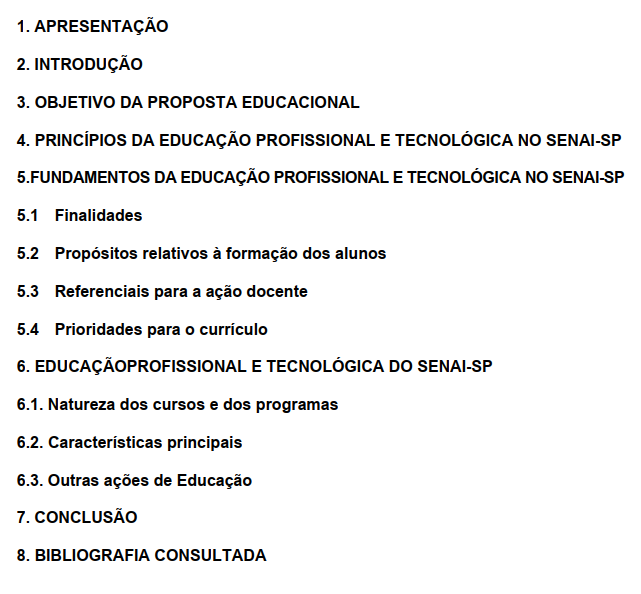 1. APRESENTAÇÃO
2. INTRODUÇÃO
3. OBJETIVO DA PROPOSTA EDUCACIONAL
4. PRINCÍPIOS DA EDUCAÇÃO PROFISSIONAL E TECNOLÓGICA NO SENAI-SP
5.FUNDAMENTOS DA EDUCAÇÃO PROFISSIONAL E TECNOLÓGICA NO SENAI-SP
5.1 Finalidades
5.2 Propósitos relativos à formação dos alunos
5.3 Referenciais para a ação docente
5.4 Prioridades para o currículo
6. EDUCAÇÃOPROFISSIONAL E TECNOLÓGICA DO SENAI-SP
6.1. Natureza dos cursos e dos programas
6.2. Características principais
6.3. Outras ações de Educação
7. CONCLUSÃO
8. BIBLIOGRAFIA CONSULTADA